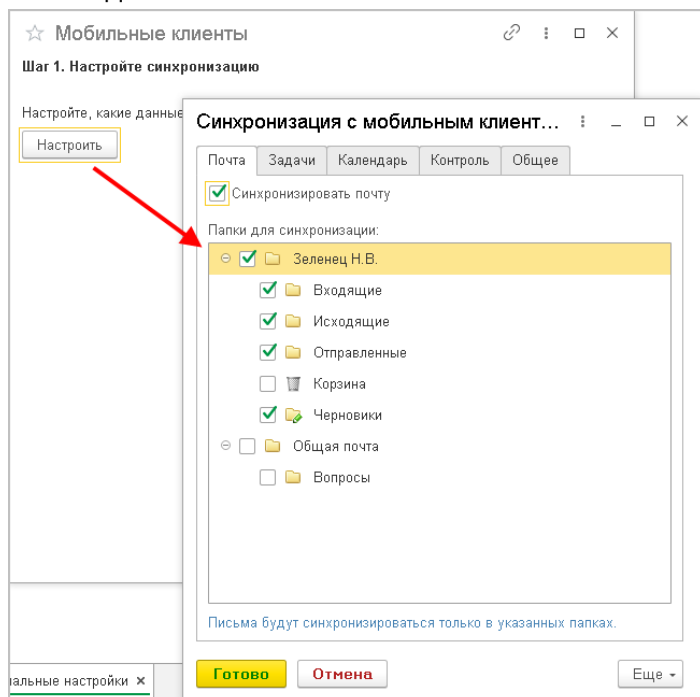 Мобильные клиенты
Шаг 1. Настройте синхронизацию
Настройте, какие данные
Настроить
Синхронизация с мобильным клиент...
Почта Задачи Календарь Контроль Общее
Синхронизировать почту
Папки для синхронизации:
Зеленец Н.В.
Входящие
Исходящие
Отправленные
Корзина
Черновики
Общая почта
Вопросы
Письма будут синхронизироваться только в указанных папках.
Готово Отмена Еще
настройки